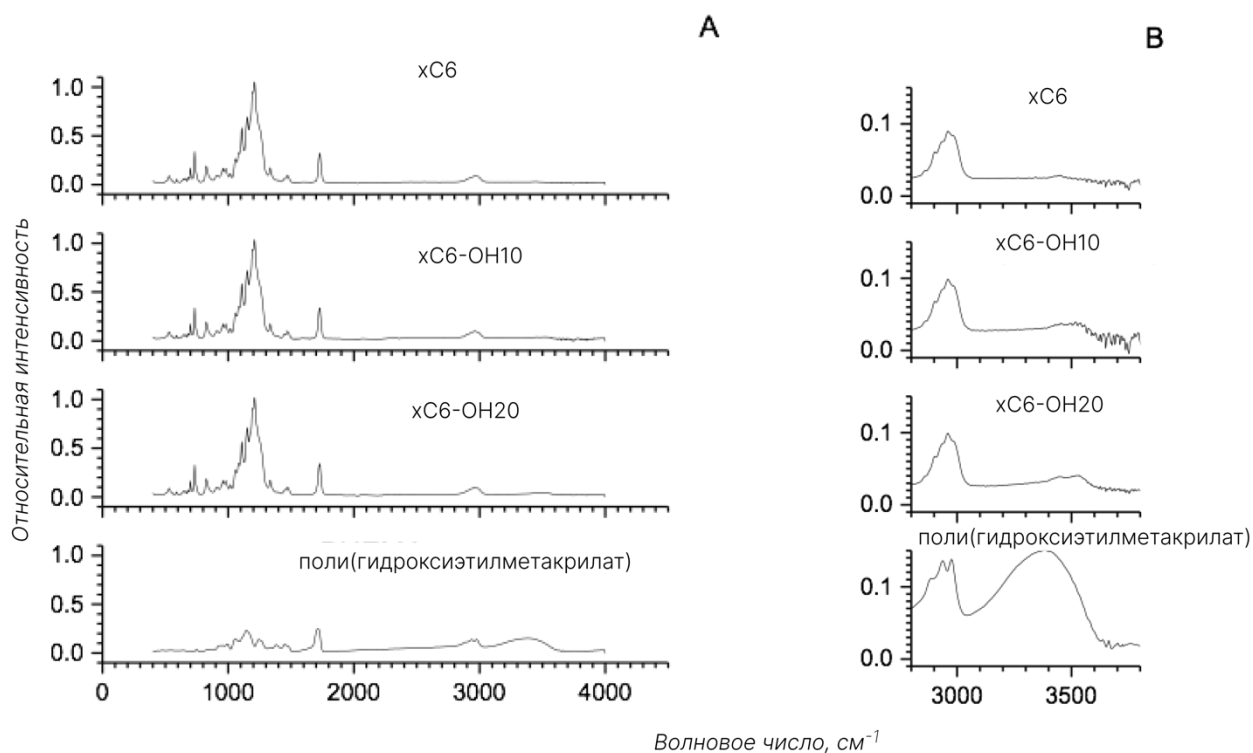 A
B
xC6
1.0
0.5
0.0
xC6
0.1
0.0
xC6-OH10
1.0
0.5
0.0
xC6-OH10
0.1
0.0
xC6-OH20
1.0
0.5
0.0
xC6-OH20
0.1
0.0
поли(гидроксиэтилметакрилат)
1.0
0.5
0.0
поли(гидроксиэтилметакрилат)
0.1
0.0
0 1000 2000 3000 4000
3000 3500
Относительная интенсивность
Волновое число, см⁻¹